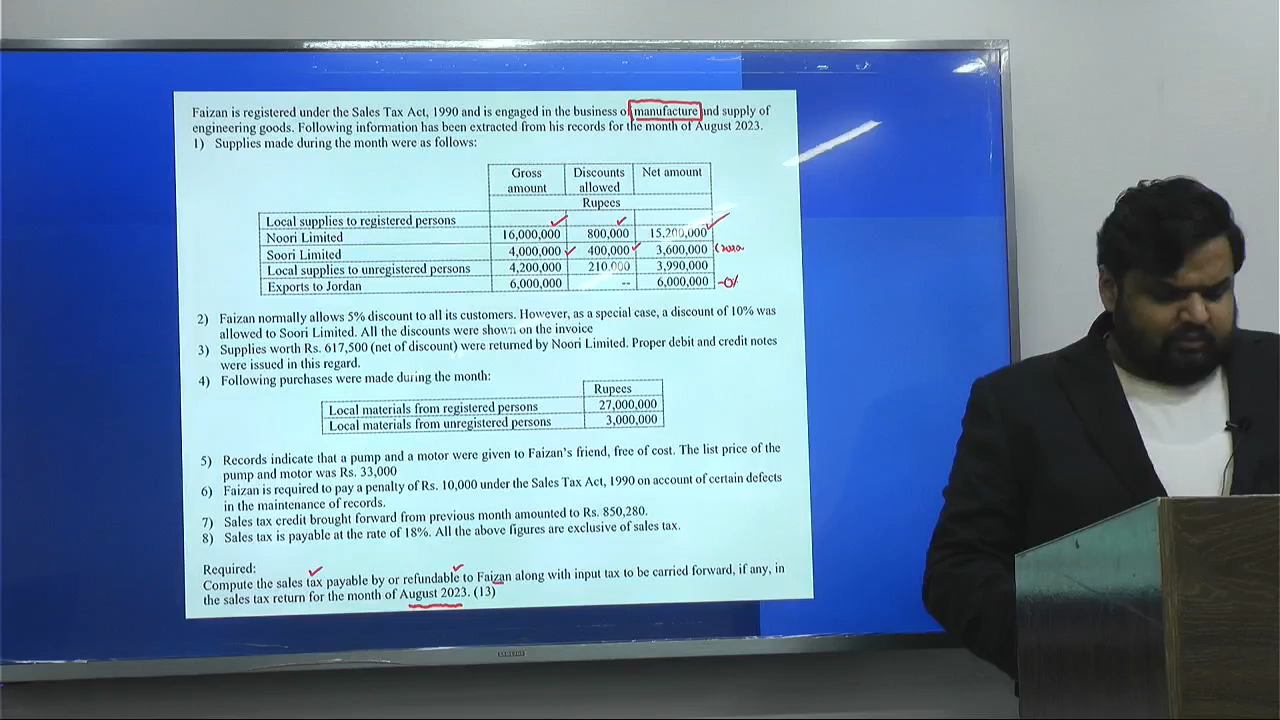 Faizan is registered under the Sales Tax Act, 1990 and is engaged in the business of manufacture and supply of
engineering goods. Following information has been extracted from his records for the month of August 2023.
1) Supplies made during the month were as follows:
Gross amount Discounts allowed Net amount
Rupees
Local supplies to registered persons
Noori Limited 16,000,000 800,000 15,200,000
Soori Limited 4,000,000 400,000 3,600,000
Local supplies to unregistered persons 4,200,000 210,000 3,990,000
Exports to Jordan 6,000,000 -- 6,000,000 -0%
2) Faizan normally allows 5% discount to all its customers. However, as a special case, a discount of 10% was
allowed to Soori Limited. All the discounts were shown on the invoice
3) Supplies worth Rs. 617,500 (net of discount) were returned by Noori Limited. Proper debit and credit notes
were issued in this regard.
4) Following purchases were made during the month:
Rupees
Local materials from registered persons 27,000,000
Local materials from unregistered persons 3,000,000
5) Records indicate that a pump and a motor were given to Faizan's friend, free of cost. The list price of the
pump and motor was Rs. 33,000
6) Faizan is required to pay a penalty of Rs. 10,000 under the Sales Tax Act, 1990 on account of certain defects
in the maintenance of records.
7) Sales tax credit brought forward from previous month amounted to Rs. 850,280.
8) Sales tax is payable at the rate of 18%. All the above figures are exclusive of sales tax.
Required:
Compute the sales tax payable by or refundable to Faizan along with input tax to be carried forward, if any, in
the sales tax return for the month of August 2023. (13)
SAMSUNG